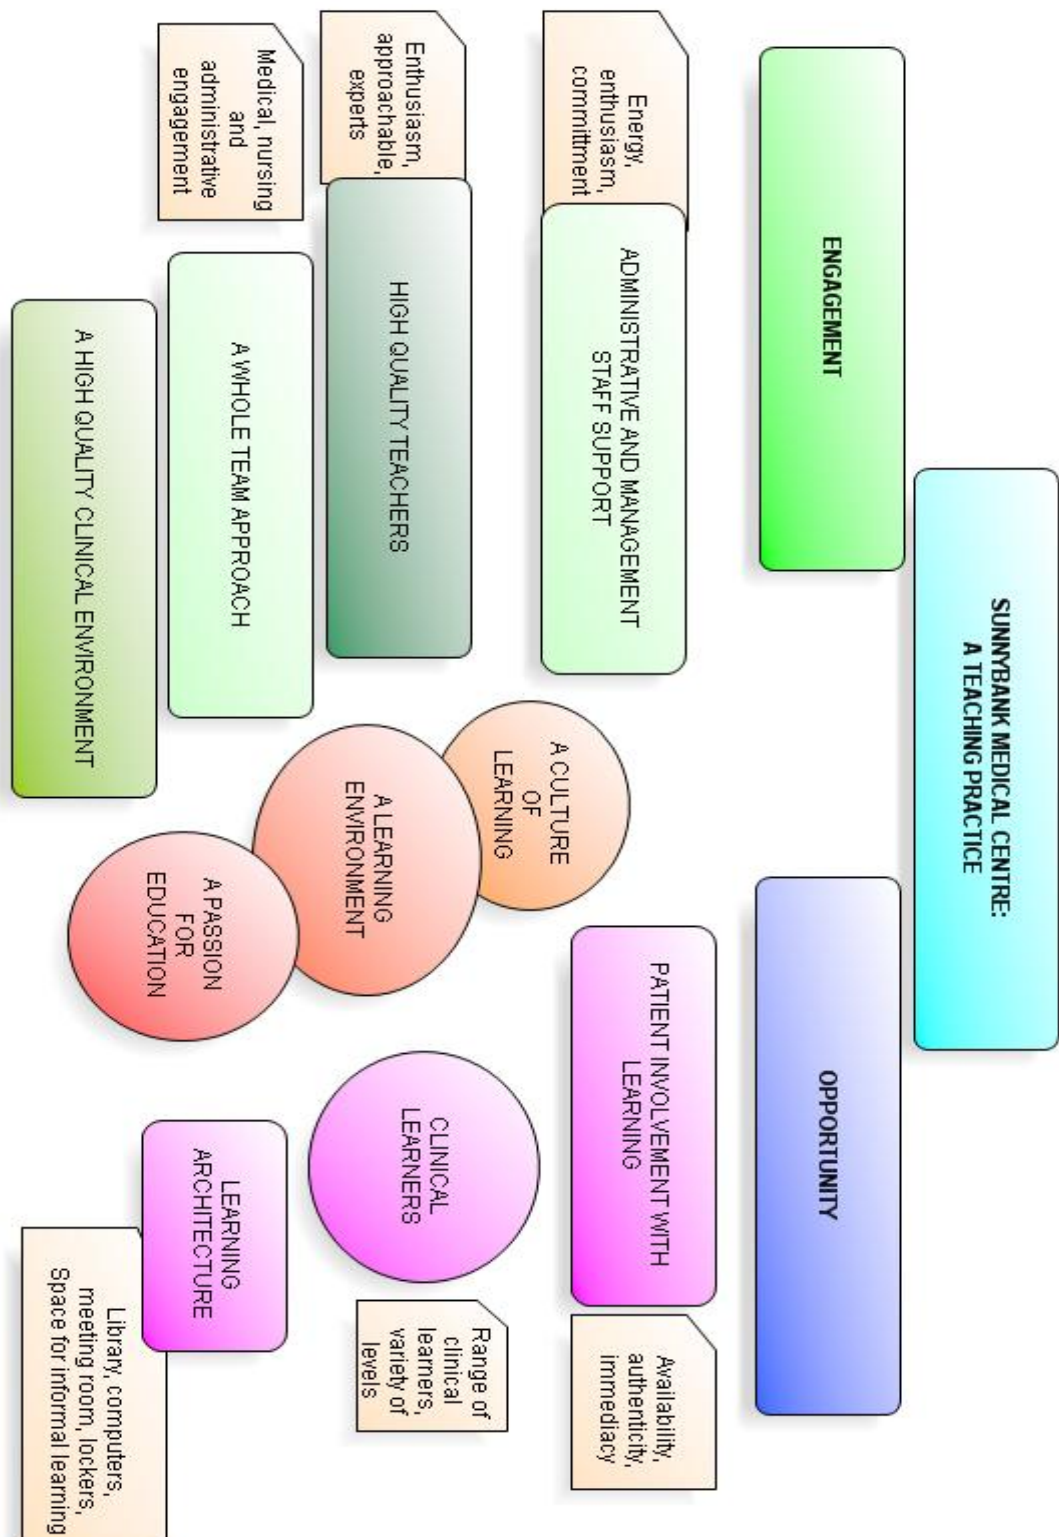 SUNNYBANK MEDICAL CENTRE:
A TEACHING PRACTICE
ENGAGEMENT
OPPORTUNITY
Energy,
enthusiasm,
committment
ADMINISTRATIVE AND MANAGEMENT
STAFF SUPPORT
A CULTURE
OF
LEARNING
PATIENT INVOLVEMENT WITH
LEARNING
Availability,
authenticity,
immediacy
Enthusiasm,
approachable,
experts
HIGH QUALITY TEACHERS
A LEARNING
ENVIRONMENT
CLINICAL
LEARNERS
Range of
clinical
learners,
variety of
levels
Medical, nursing
and
administrative
engagement
A WHOLE TEAM APPROACH
A PASSION
FOR
EDUCATION
LEARNING
ARCHITECTURE
A HIGH QUALITY CLINICAL ENVIRONMENT
Library, computers,
meeting room, lockers,
Space for informal learning